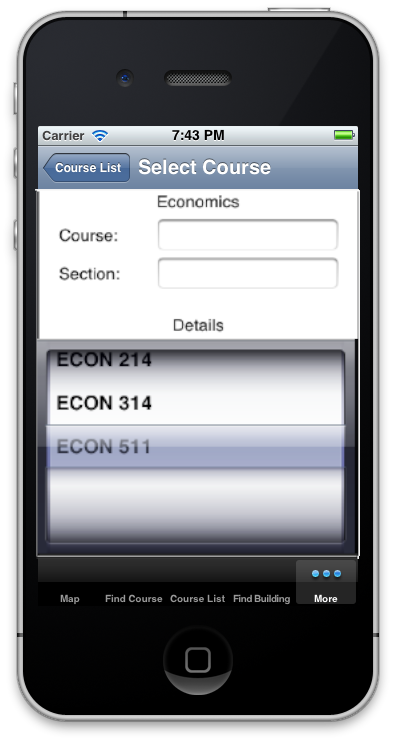 Carrier 7:43 PM
Course List Select Course
Economics
Course:
Section:
Details
ECON 214
ECON 314
ECON 511
Map Find Course Course List Find Building More